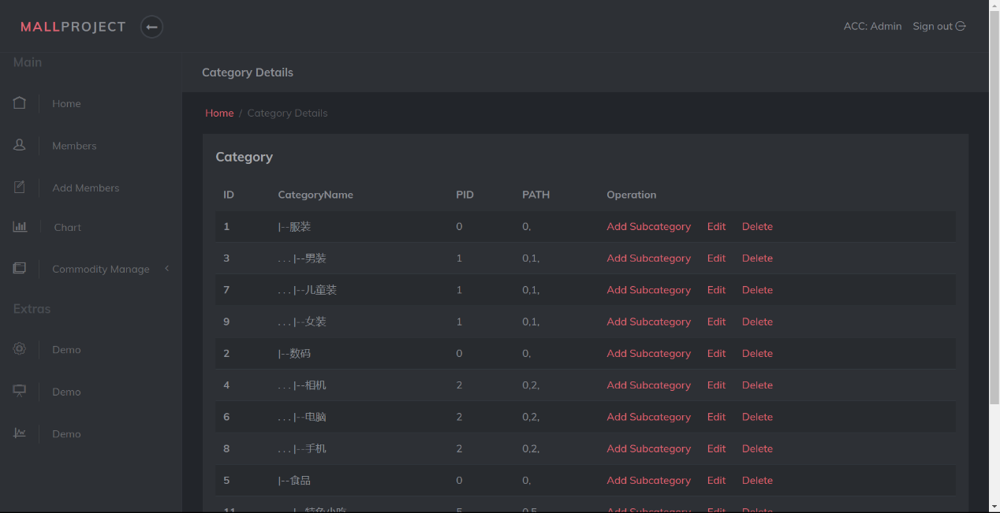 MALLPROJECT
ACC: Admin Sign out
Main
Home
Members
Add Members
Chart
Commodity Manage
Extras
Demo
Demo
Demo
Category Details
Home / Category Details
Category
ID CategoryName PID PATH Operation
1 |--服装 0 0, Add Subcategory Edit Delete
3 . . . |--男装 1 0,1, Add Subcategory Edit Delete
7 . . . |--儿童装 1 0,1, Add Subcategory Edit Delete
9 . . . |--女装 1 0,1, Add Subcategory Edit Delete
2 |--数码 0 0, Add Subcategory Edit Delete
4 . . . |--相机 2 0,2, Add Subcategory Edit Delete
6 . . . |--电脑 2 0,2, Add Subcategory Edit Delete
8 . . . |--手机 2 0,2, Add Subcategory Edit Delete
5 |--食品 0 0, Add Subcategory Edit Delete
11 . . . |--特色小吃 5 0,5, Add Subcategory Edit Delete